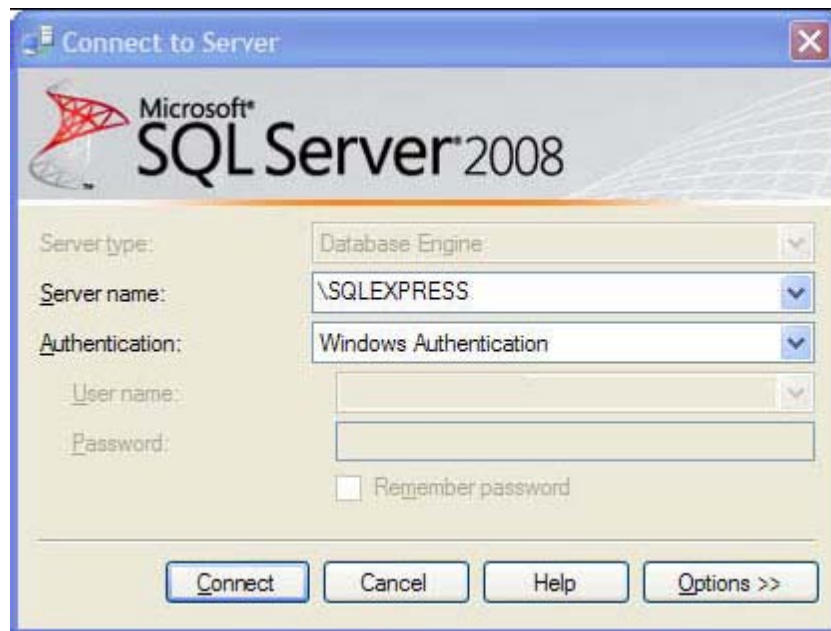 Connect to Server
Microsoft®
SQL Server® 2008
™
Server type: Database Engine
Server name: \SQLEXPRESS
Authentication: Windows Authentication
User name:
Password:
Remember password
Connect Cancel Help Options >>